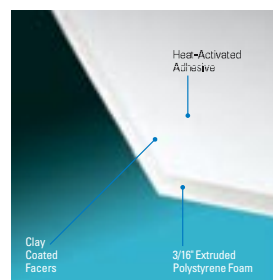 Heat-Activated
Adhesive
Clay
Coated
Facers
3/16" Extruded
Polystyrene Foam